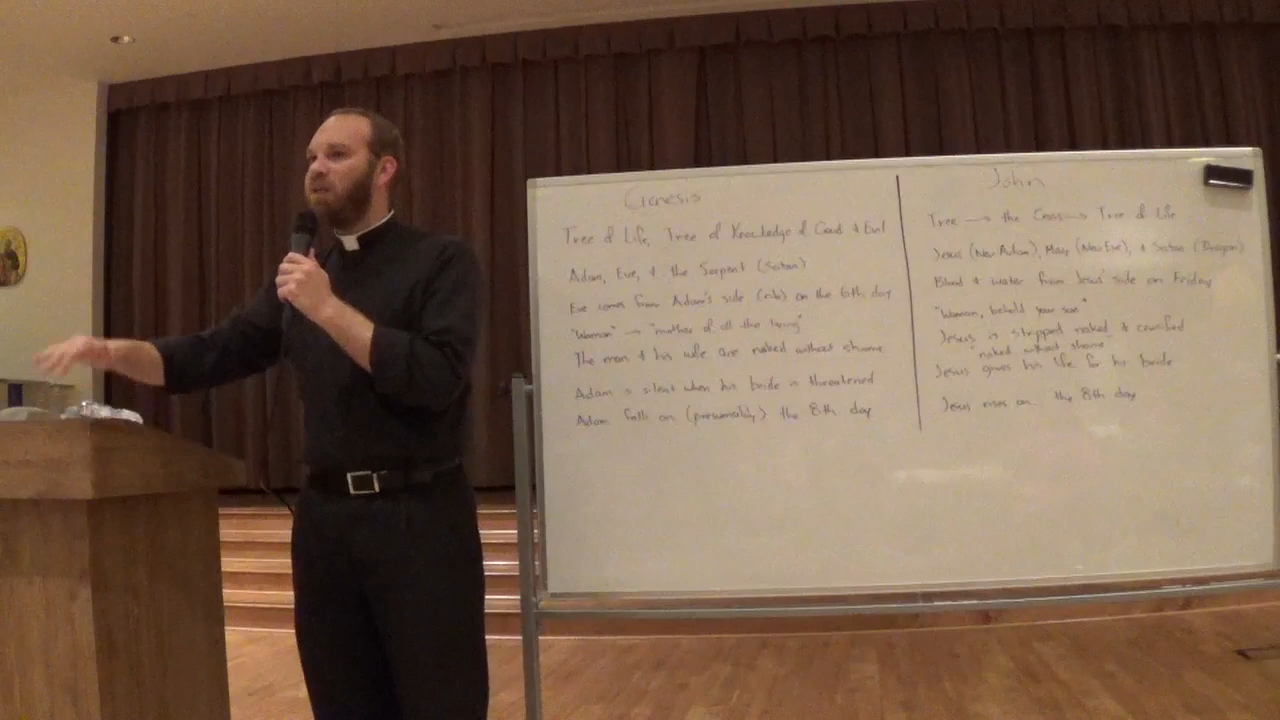 Genesis
Tree of Life, Tree of Knowledge of Good & Evil
Adam, Eve, & the Serpent (Satan)
Eve comes from Adam's side (rib) on the 6th day
"Woman" → "mother of all the living"
The man & his wife are naked without shame
Adam is silent when his bride is threatened
Adam falls on (presumably) the 8th day
John
Tree → the Cross → Tree of Life
Jesus (New Adam), Mary (New Eve), & Satan (Dragon)
Blood & water from Jesus' side on Friday
"Woman, behold your son"
Jesus is stripped naked & crucified
"naked without shame"
Jesus gives his life for his bride
Jesus rises on the 8th day